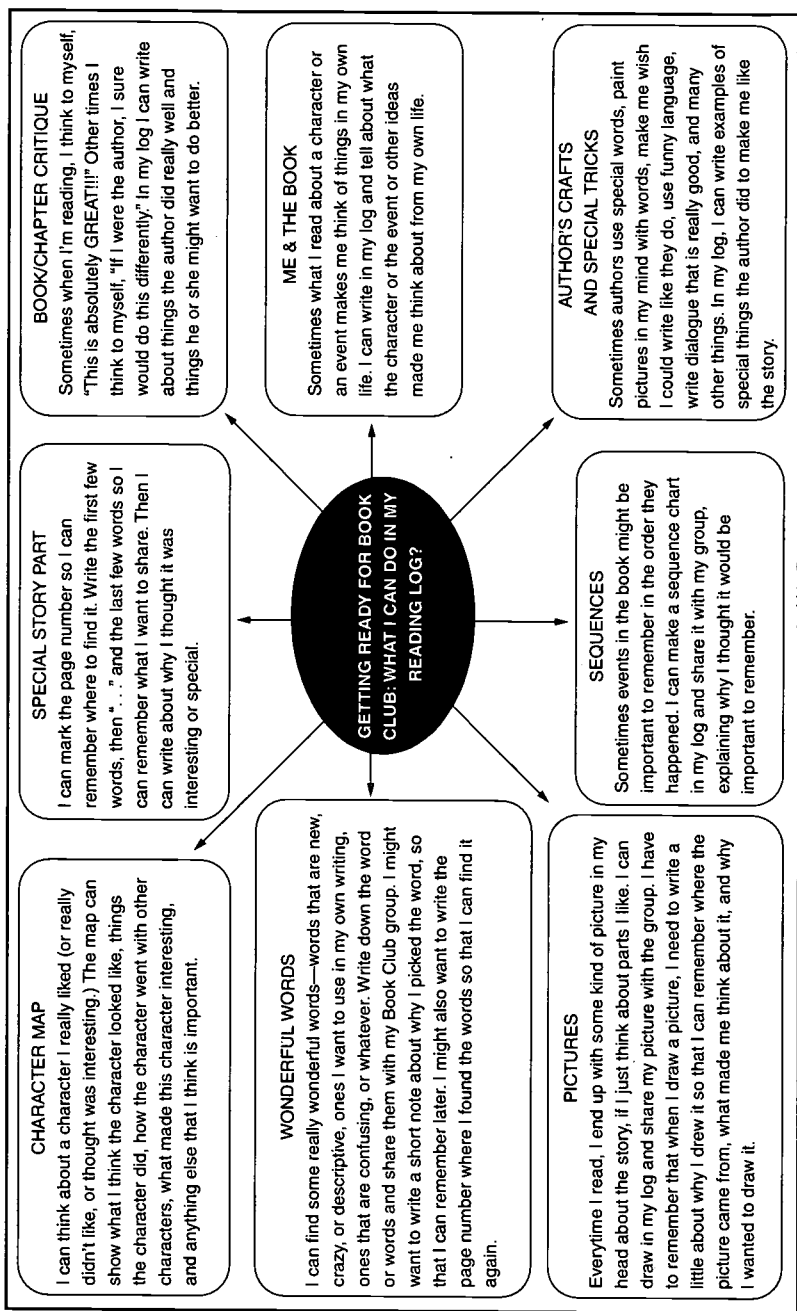 CHARACTER MAP
I can think about a character I really liked (or really
didn't like, or thought was interesting.) The map can
show what I think the character looked like, things
the character did, how the character went with other
characters, what made this character interesting,
and anything else that I think is important.
SPECIAL STORY PART
I can mark the page number so I can
remember where to find it. Write the first few
words, then “. . .” and the last few words so I
can remember what I want to share. Then I
can write about why I thought it was
interesting or special.
BOOK/CHAPTER CRITIQUE
Sometimes when I'm reading, I think to myself,
“This is absolutely GREAT!!!” Other times I
think to myself, “If I were the author, I sure
would do this differently.” In my log I can write
about things the author did really well and
things he or she might want to do better.
WONDERFUL WORDS
I can find some really wonderful words—words that are new,
crazy, or descriptive, ones I want to use in my own writing,
ones that are confusing, or whatever. Write down the word
or words and share them with my Book Club group. I might
want to write a short note about why I picked the word, so
that I can remember later. I might also want to write the
page number where I found the words so that I can find it
again.
GETTING READY FOR BOOK
CLUB: WHAT I CAN DO IN MY
READING LOG?
ME & THE BOOK
Sometimes what I read about a character or
an event makes me think of things in my own
life. I can write in my log and tell about what
the character or the event or other ideas
made me think about from my own life.
PICTURES
Everytime I read, I end up with some kind of picture in my
head about the story, if I just think about parts I like. I can
draw in my log and share my picture with the group. I have
to remember that when I draw a picture, I need to write a
little about why I drew it so that I can remember where the
picture came from, what made me think about it, and why
I wanted to draw it.
SEQUENCES
Sometimes events in the book might be
important to remember in the order they
happened. I can make a sequence chart
in my log and share it with my group,
explaining why I thought it would be
important to remember.
AUTHOR'S CRAFTS
AND SPECIAL TRICKS
Sometimes authors use special words, paint
pictures in my mind with words, make me wish
I could write like they do, use funny language,
write dialogue that is really good, and many
other things. In my log, I can write examples of
special things the author did to make me like
the story.